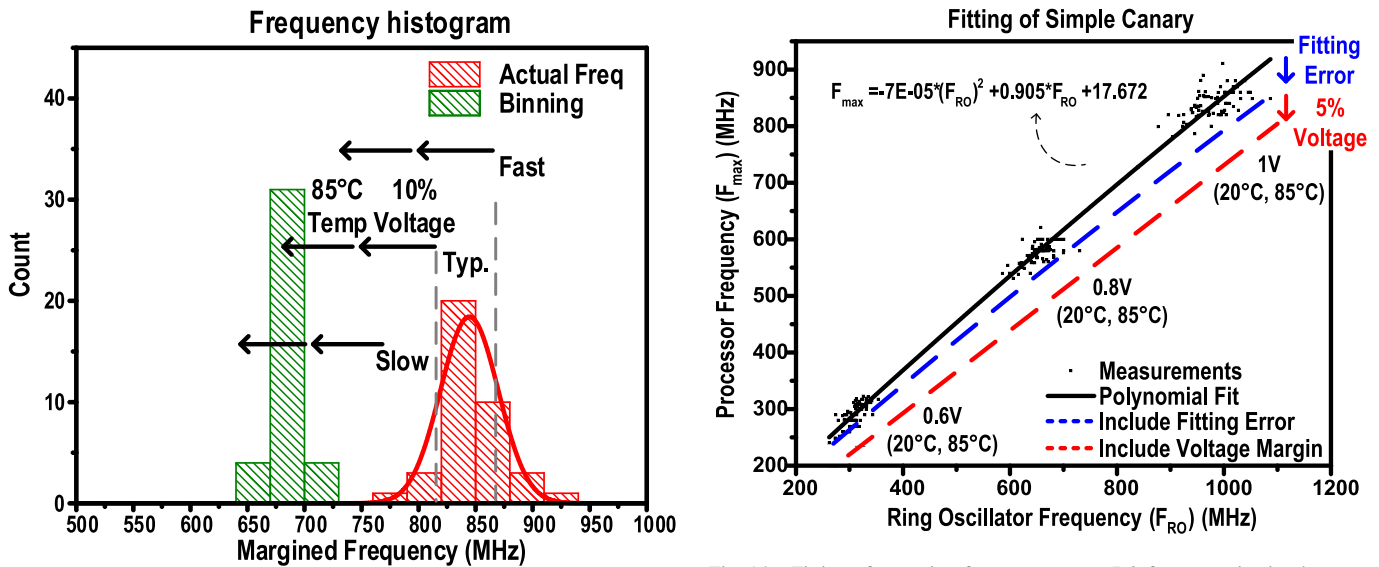 Frequency histogram
Actual Freq
Binning
Fast
85°C 10%
Temp Voltage
Typ.
Slow
Count
40
30
20
10
0
500 550 600 650 700 750 800 850 900 950 1000
Margined Frequency (MHz)
Fitting of Simple Canary
Fitting
Error
5%
Voltage
Fmax =-7E-05*(FRO)2 +0.905*FRO +17.672
1V
(20°C, 85°C)
0.8V
(20°C, 85°C)
0.6V
(20°C, 85°C)
Measurements
Polynomial Fit
Include Fitting Error
Include Voltage Margin
Processor Frequency (Fmax) (MHz)
900
800
700
600
500
400
300
200
200 400 600 800 1000 1200
Ring Oscillator Frequency (FRO) (MHz)